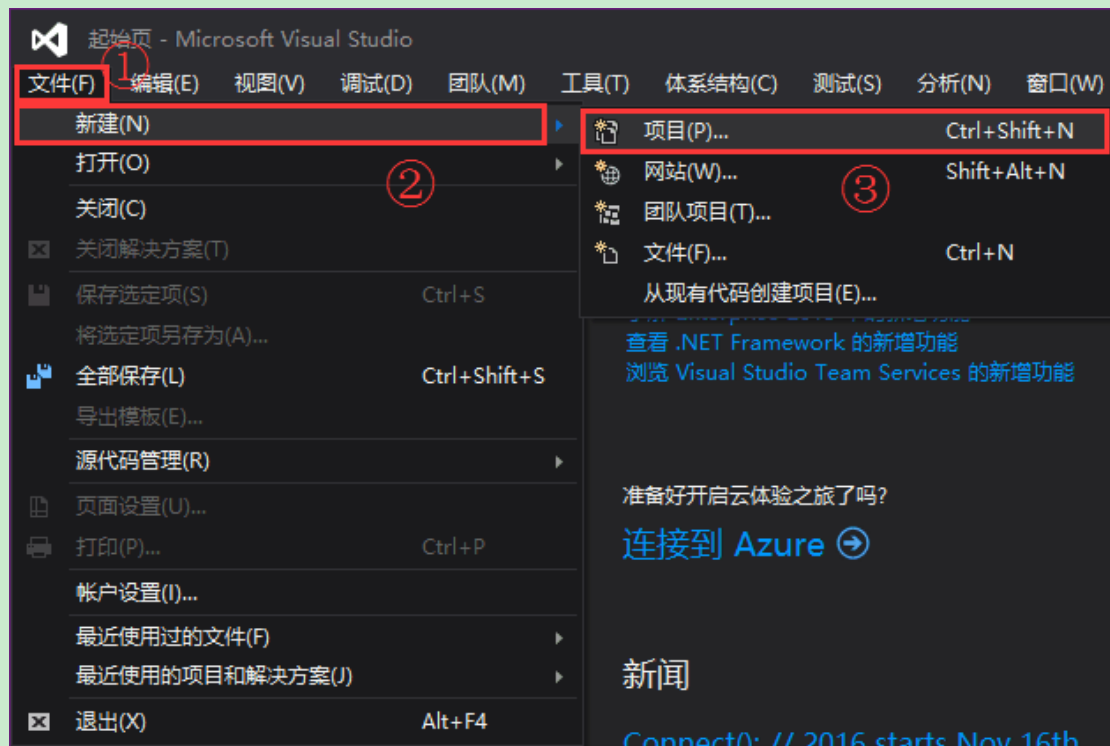 起始页 - Microsoft Visual Studio
①
文件(F) 编辑(E) 视图(V) 调试(D) 团队(M) 工具(T) 体系结构(C) 测试(S) 分析(N) 窗口(W)
新建(N)
打开(O)
②
关闭(C)
关闭解决方案(T)
保存选定项(S) Ctrl+S
将选定项另存为(A)...
全部保存(L) Ctrl+Shift+S
导出模板(E)...
源代码管理(R)
页面设置(U)...
打印(P)... Ctrl+P
帐户设置(I)...
最近使用过的文件(F)
最近使用的项目和解决方案(J)
退出(X) Alt+F4
项目(P)... Ctrl+Shift+N
网站(W)... Shift+Alt+N
③
团队项目(T)...
文件(F)... Ctrl+N
从现有代码创建项目(E)...
查看 .NET Framework 的新增功能
浏览 Visual Studio Team Services 的新增功能
准备好开启云体验之旅了吗?
连接到 Azure
新闻
Connect(); // 2016 starts Nov 16th